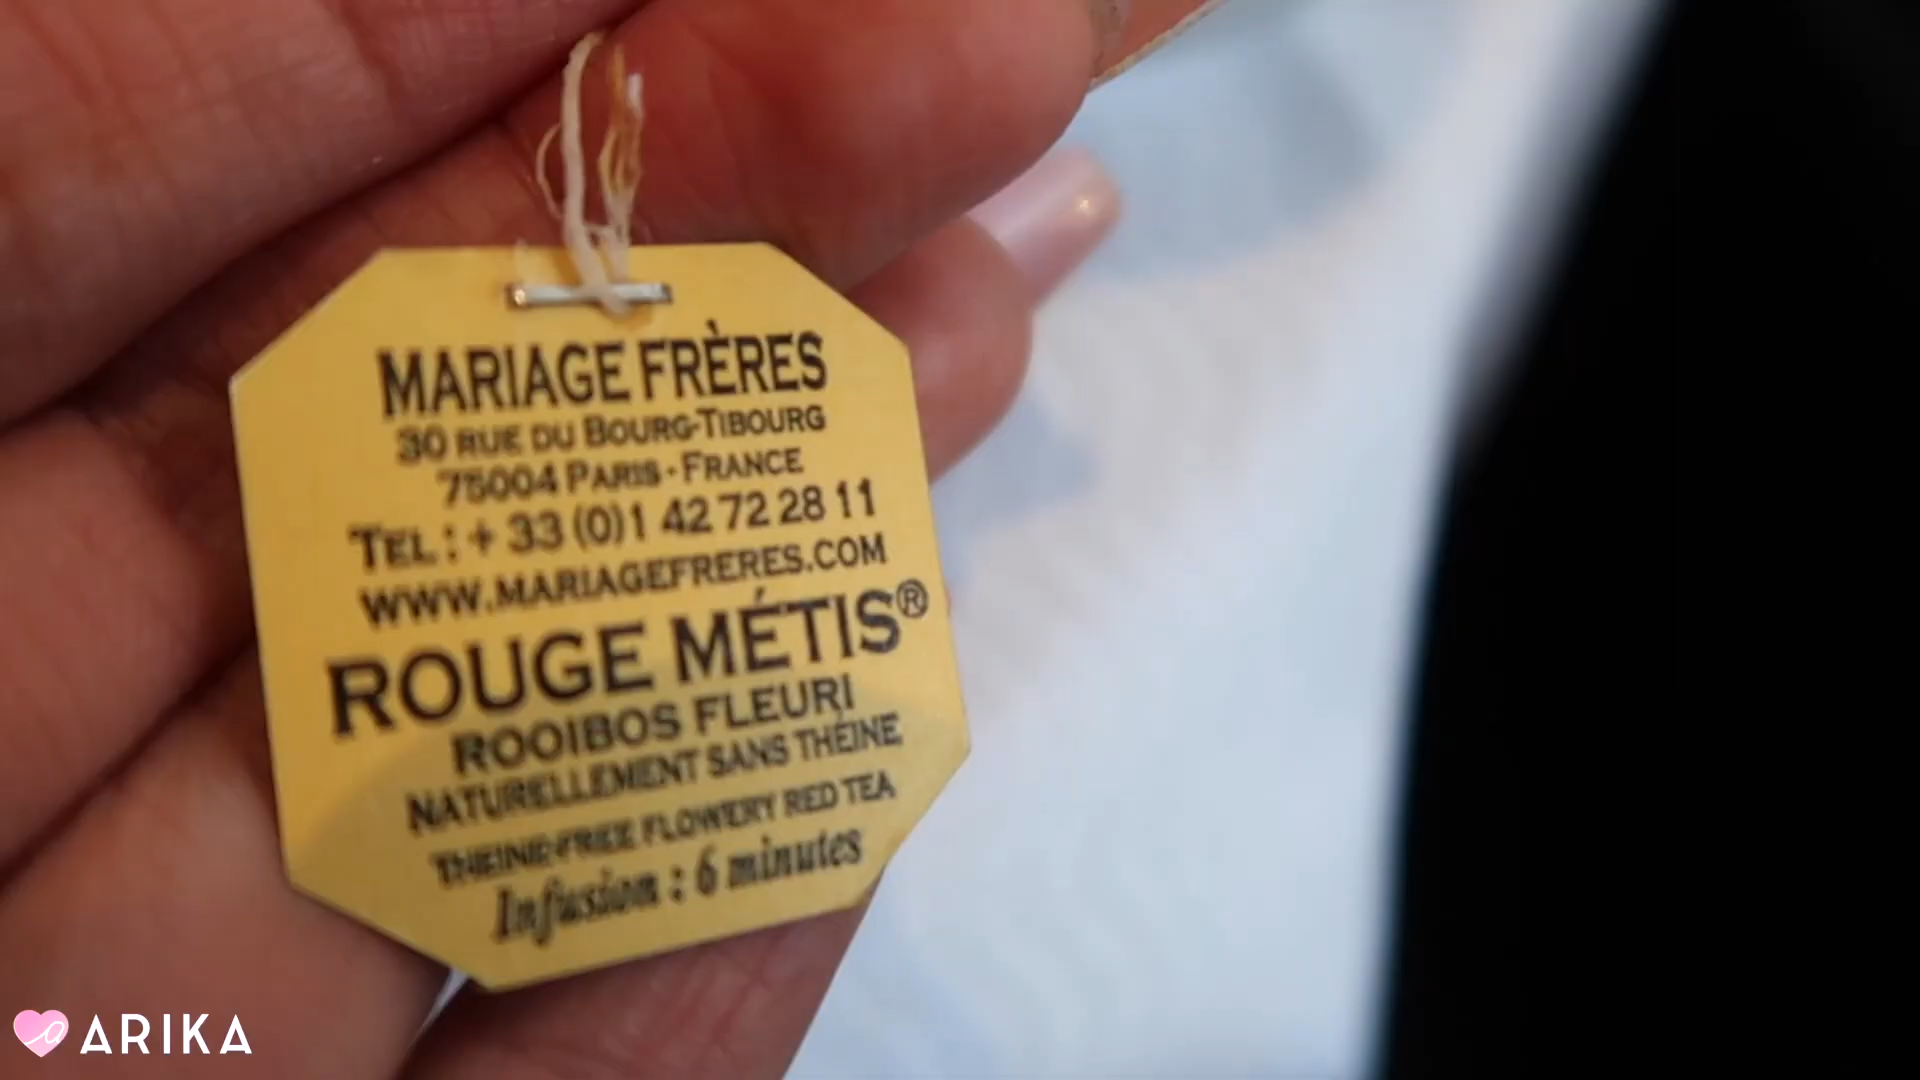 MARIAGE FRÈRES
30 RUE DU BOURG-TIBOURG
75004 PARIS - FRANCE
TEL : + 33 (0)1 42 72 28 11
WWW.MARIAGEFRERES.COM
ROUGE MÉTIS®
ROOIBOS FLEURI
NATURELLEMENT SANS THÉINE
THEINE-FREE FLOWERY RED TEA
Infusion : 6 minutes
ARIKA